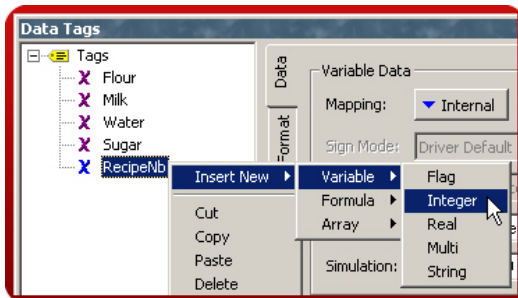 Data Tags
Tags
Flour
Milk
Water
Sugar
RecipeNb
Data
Format
Variable Data
Mapping:
Internal
Sign Mode:
Driver Default
Simulation:
Insert New
Cut
Copy
Paste
Delete
Variable
Formula
Array
Flag
Integer
Real
Multi
String